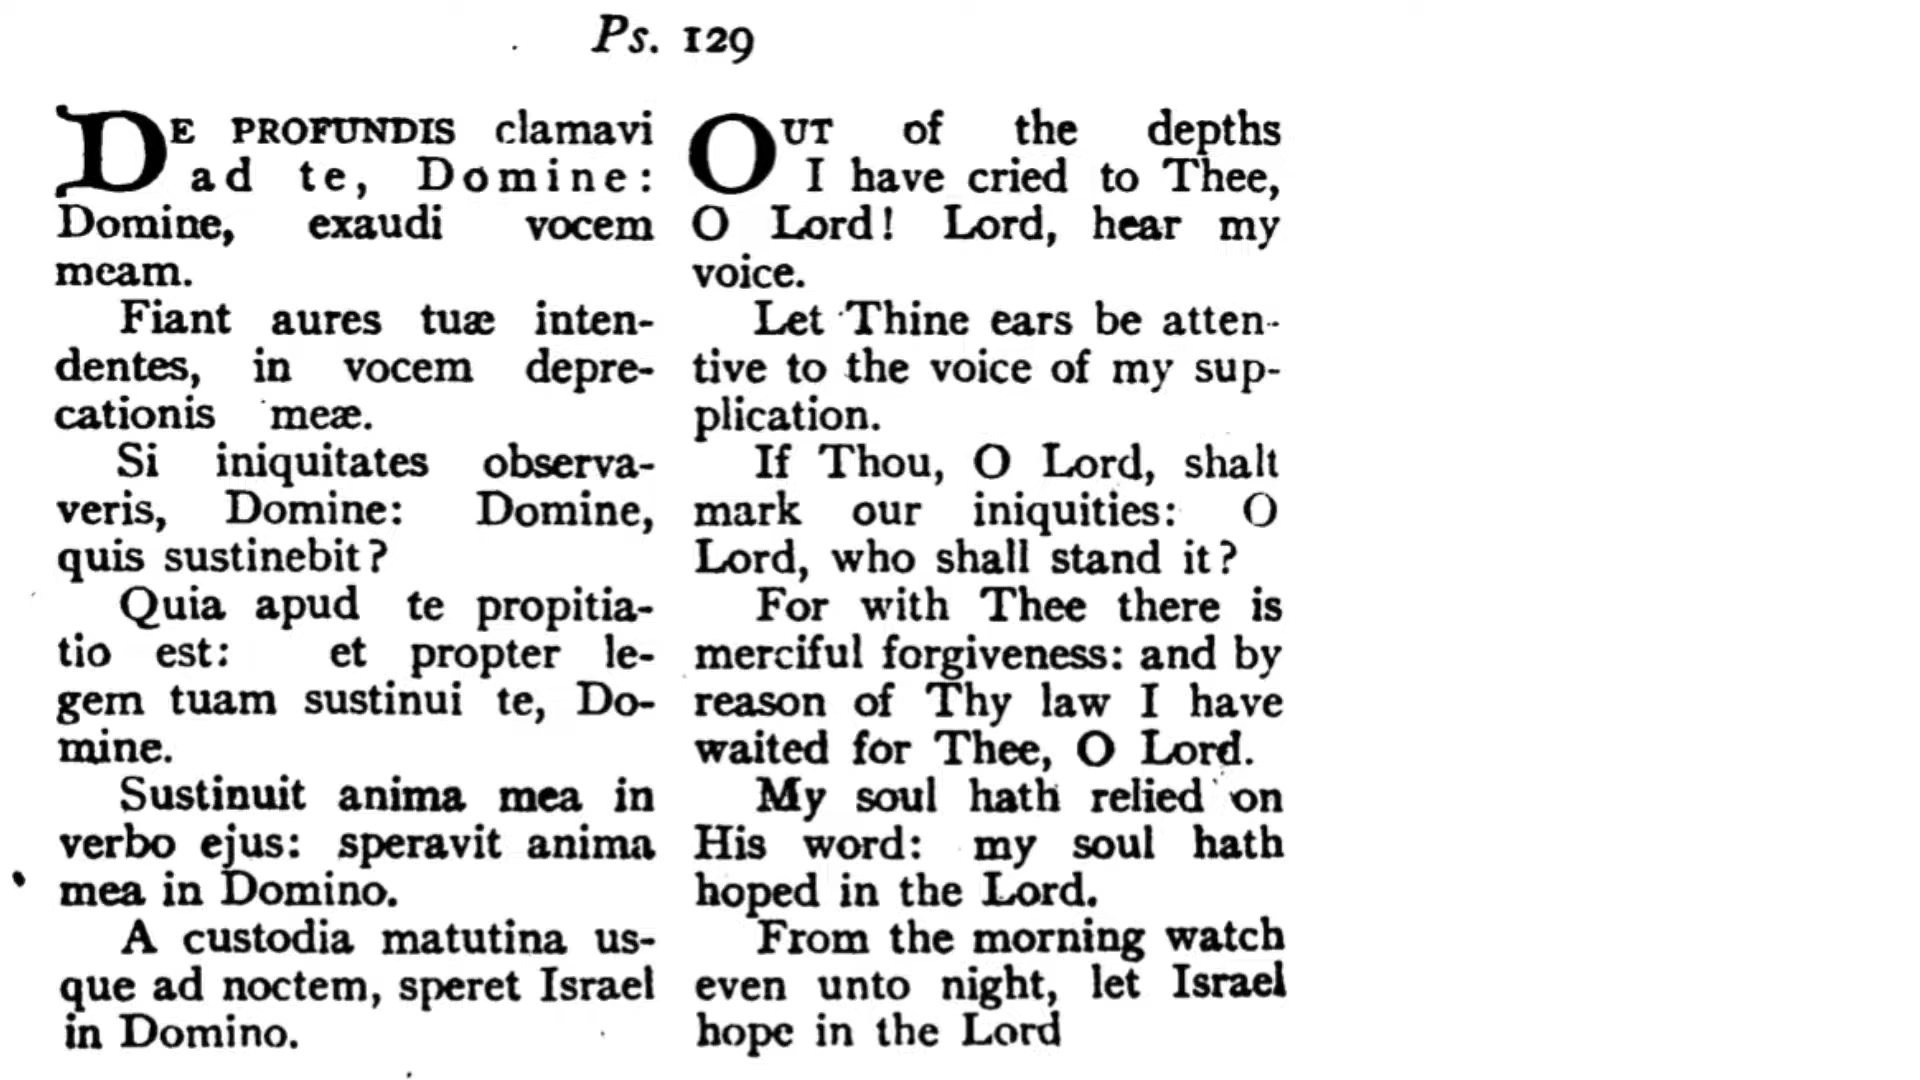 Ps. 129
DE PROFUNDIS clamavi
ad te, Domine:
Domine, exaudi vocem
meam.
Fiant aures tuæ inten-
dentes, in vocem depre-
cationis meæ.
Si iniquitates observa-
veris, Domine: Domine,
quis sustinebit?
Quia apud te propitia-
tio est: et propter le-
gem tuam sustinui te, Do-
mine.
Sustinuit anima mea in
verbo ejus: speravit anima
mea in Domino.
A custodia matutina us-
que ad noctem, speret Israel
in Domino.
OUT of the depths
I have cried to Thee,
O Lord! Lord, hear my
voice.
Let Thine ears be atten-
tive to the voice of my sup-
plication.
If Thou, O Lord, shalt
mark our iniquities: O
Lord, who shall stand it?
For with Thee there is
merciful forgiveness: and by
reason of Thy law I have
waited for Thee, O Lord.
My soul hath relied on
His word: my soul hath
hoped in the Lord.
From the morning watch
even unto night, let Israel
hope in the Lord